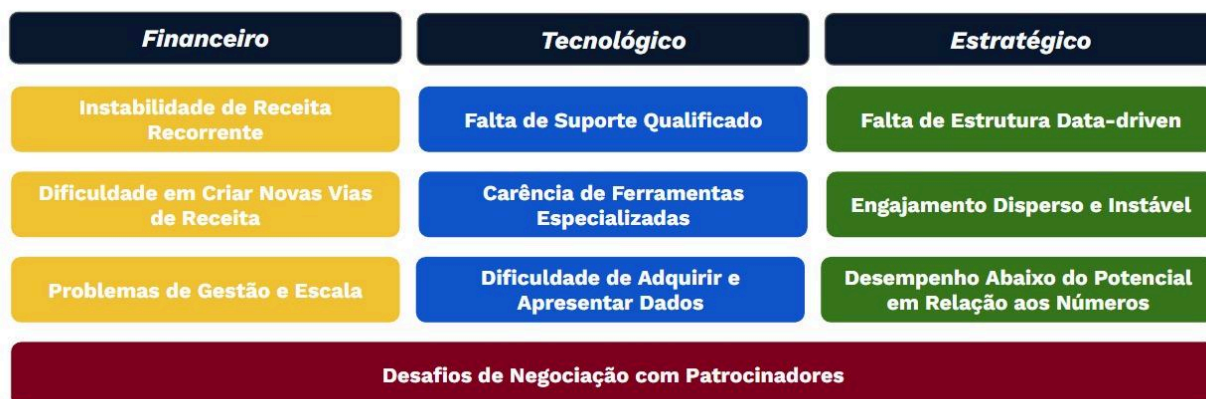 Financeiro
Tecnológico
Estratégico
Instabilidade de Receita
Recorrente
Falta de Suporte Qualificado
Falta de Estrutura Data-driven
Dificuldade em Criar Novas Vias
de Receita
Carência de Ferramentas
Especializadas
Engajamento Disperso e Instável
Problemas de Gestão e Escala
Dificuldade de Adquirir e
Apresentar Dados
Desempenho Abaixo do Potencial
em Relação aos Números
Desafios de Negociação com Patrocinadores